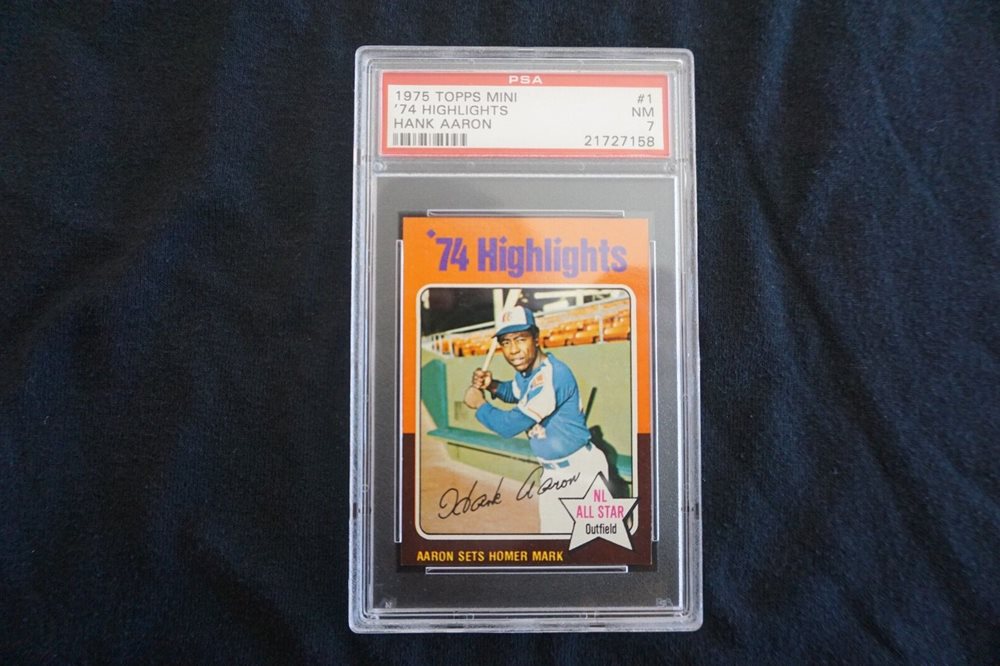 PSA
1975 TOPPS MINI #1
'74 HIGHLIGHTS NM
HANK AARON 7
21727158
'74 Highlights
Hank Aaron
NL
ALL STAR
Outfield
AARON SETS HOMER MARK